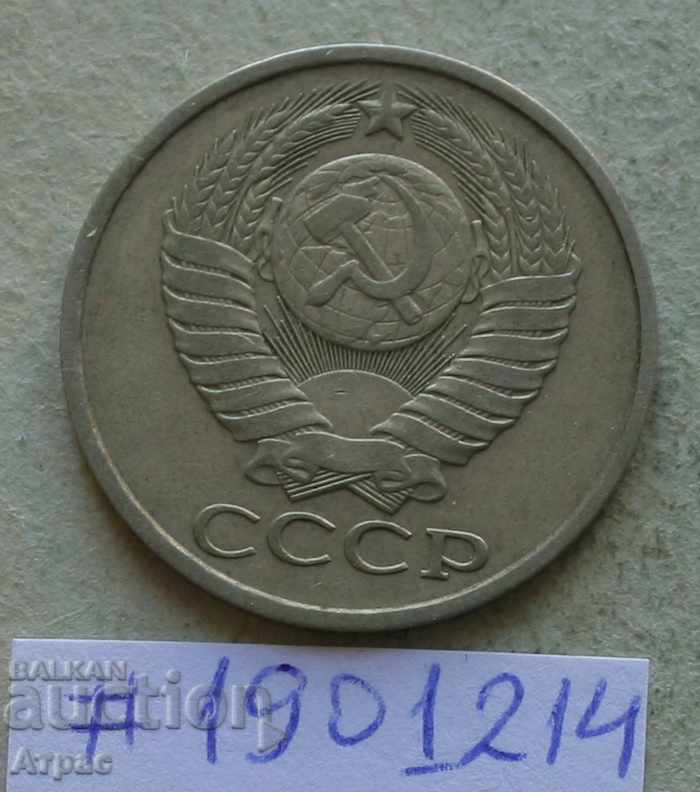 СССР
BALKAN
auction
# 1901214
Атрас